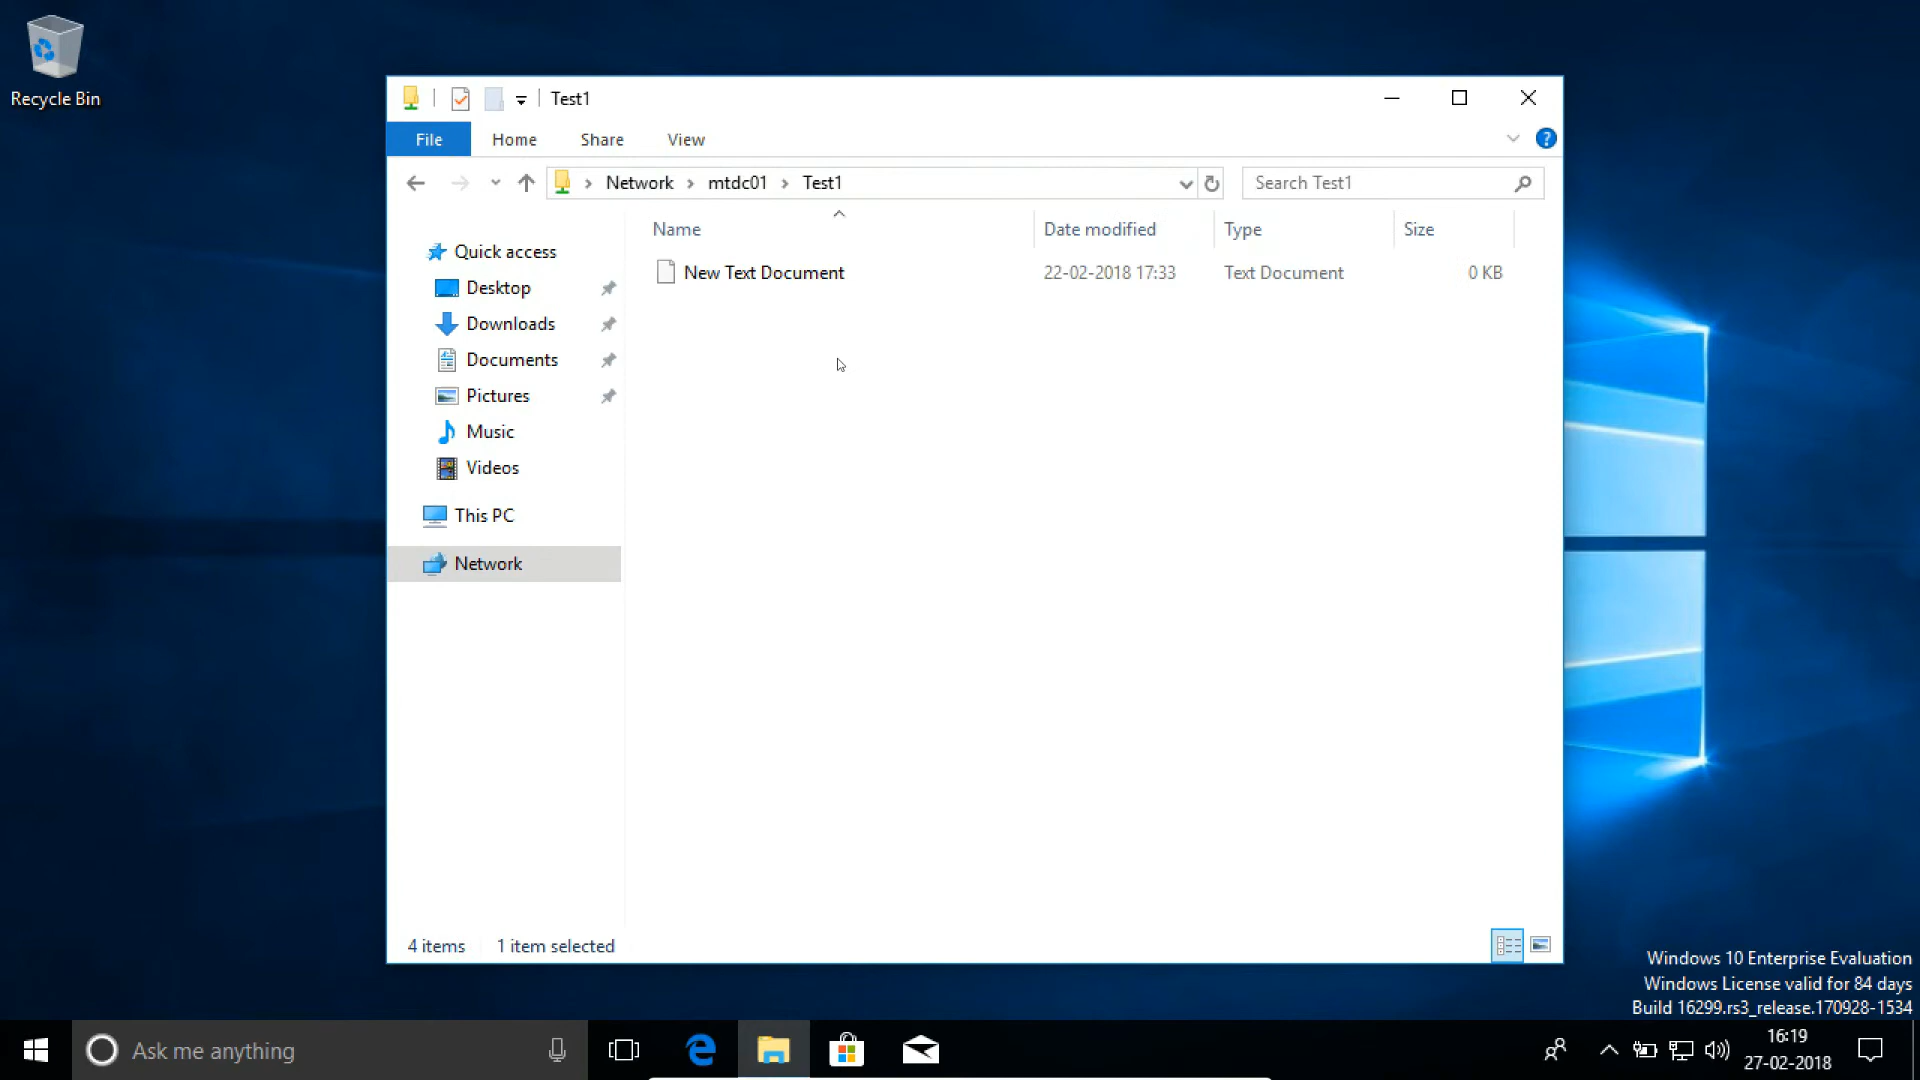 Recycle Bin
Test1
File Home Share View
?
Network mtdc01 Test1
Search Test1
Name Date modified Type Size
New Text Document 22-02-2018 17:33 Text Document 0 KB
Quick access
Desktop
Downloads
Documents
Pictures
Music
Videos
This PC
Network
4 items 1 item selected
Windows 10 Enterprise Evaluation
Windows License valid for 84 days
Build 16299.rs3_release.170928-1534
Ask me anything
16:19
27-02-2018